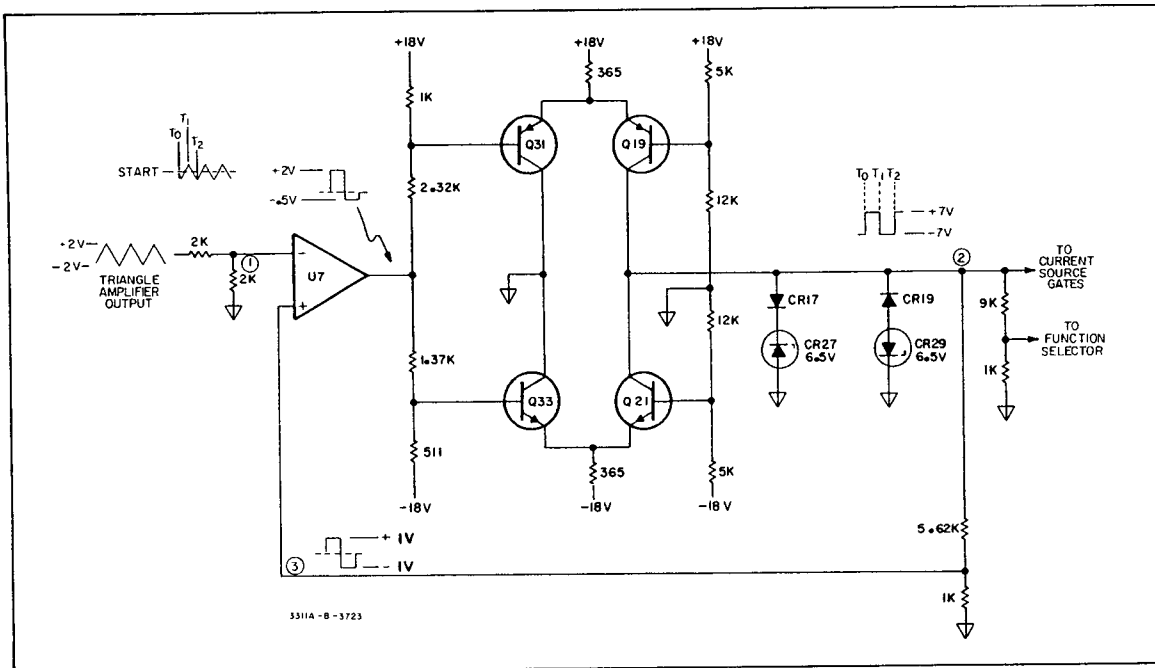 +18V
+18V
+18V
365
5K
1K
T0
T1
T2
START
Q31
Q19
+2V
-.5V
2.32K
12K
T0
T1
T2
+7V
-7V
+2V
-2V
2K
1
2K
TRIANGLE
AMPLIFIER
OUTPUT
-
U7
+
2
TO
CURRENT
SOURCE
GATES
CR17
CR19
9K
12K
CR27
6.5V
CR29
6.5V
TO
FUNCTION
SELECTOR
1.37K
1K
Q33
Q21
511
365
5K
-18V
-18V
-18V
5.62K
+ 1V
- 1V
3
1K
3311A-B-3723